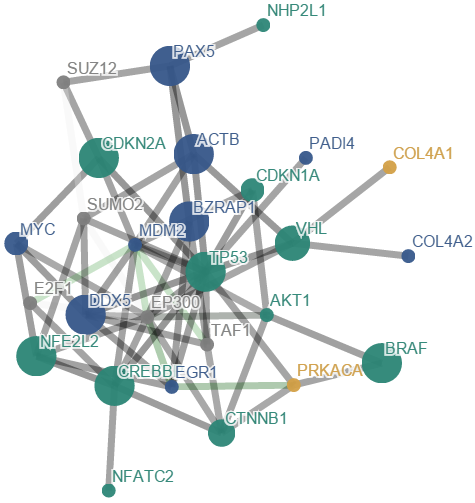 NHP2L1
PAX5
SUZ12
CDKN2A
ACTB
PADI4
COL4A1
CDKN1A
SUMO2
BZRAP1
MYC
MDM2
VHL
COL4A2
TP53
E2F1
DDX5
EP300
AKT1
TAF1
NFE2L2
BRAF
CREBB
EGR1
PRKACA
CTNNB1
NFATC2